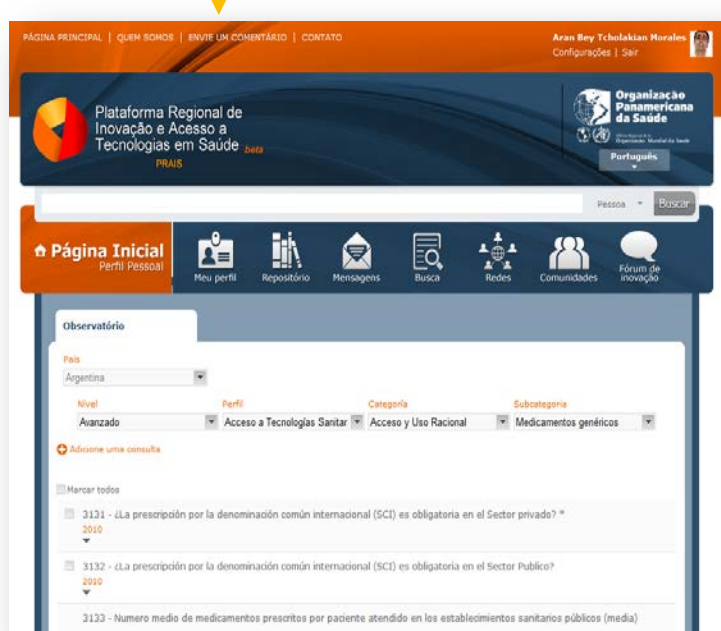 PÁGINA PRINCIPAL | QUEM SOMOS | ENVIE UM COMENTÁRIO | CONTATO
Aran Bey Tcholakian Morales
Configurações | Sair
Plataforma Regional de
Inovação e Acesso a
Tecnologias em Saúde beta
PRAIS
Organização
Panamericana
da Saúde
Português
Pessoa
Buscar
Página Inicial
Perfil Pessoal
Meu perfil
Repositório
Mensagens
Busca
Redes
Comunidades
Fórum de
inovação
Observatório
País
Argentina
Nível Perfil Categoría Subcategoria
Avanzado Acceso a Tecnologías Sanitar Acceso y Uso Racional Medicamentos genéricos
Adicione uma consulta
Marcar todos
3131 - ¿La prescripción por la denominación común internacional (SCI) es obligatoria en el Sector privado? *
2010
3132 - ¿La prescripción por la denominación común internacional (SCI) es obligatoria en el Sector Publico?
2010
3133 - Numero medio de medicamentos prescritos por paciente atendido en los establecimientos sanitarios públicos (media)